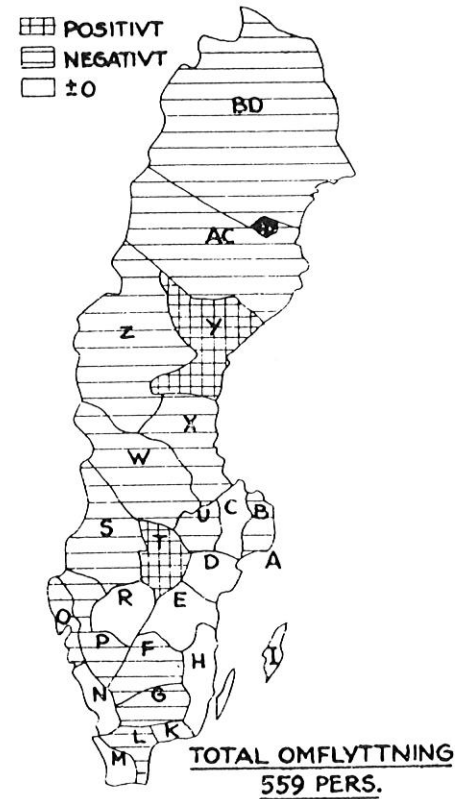 POSITIVT
NEGATIVT
±0
BD
AC
Z
Y
X
W
S
T
U
C
B
A
D
R
E
O
P
F
H
I
N
G
L
K
M
TOTAL OMFLYTTNING
559 PERS.